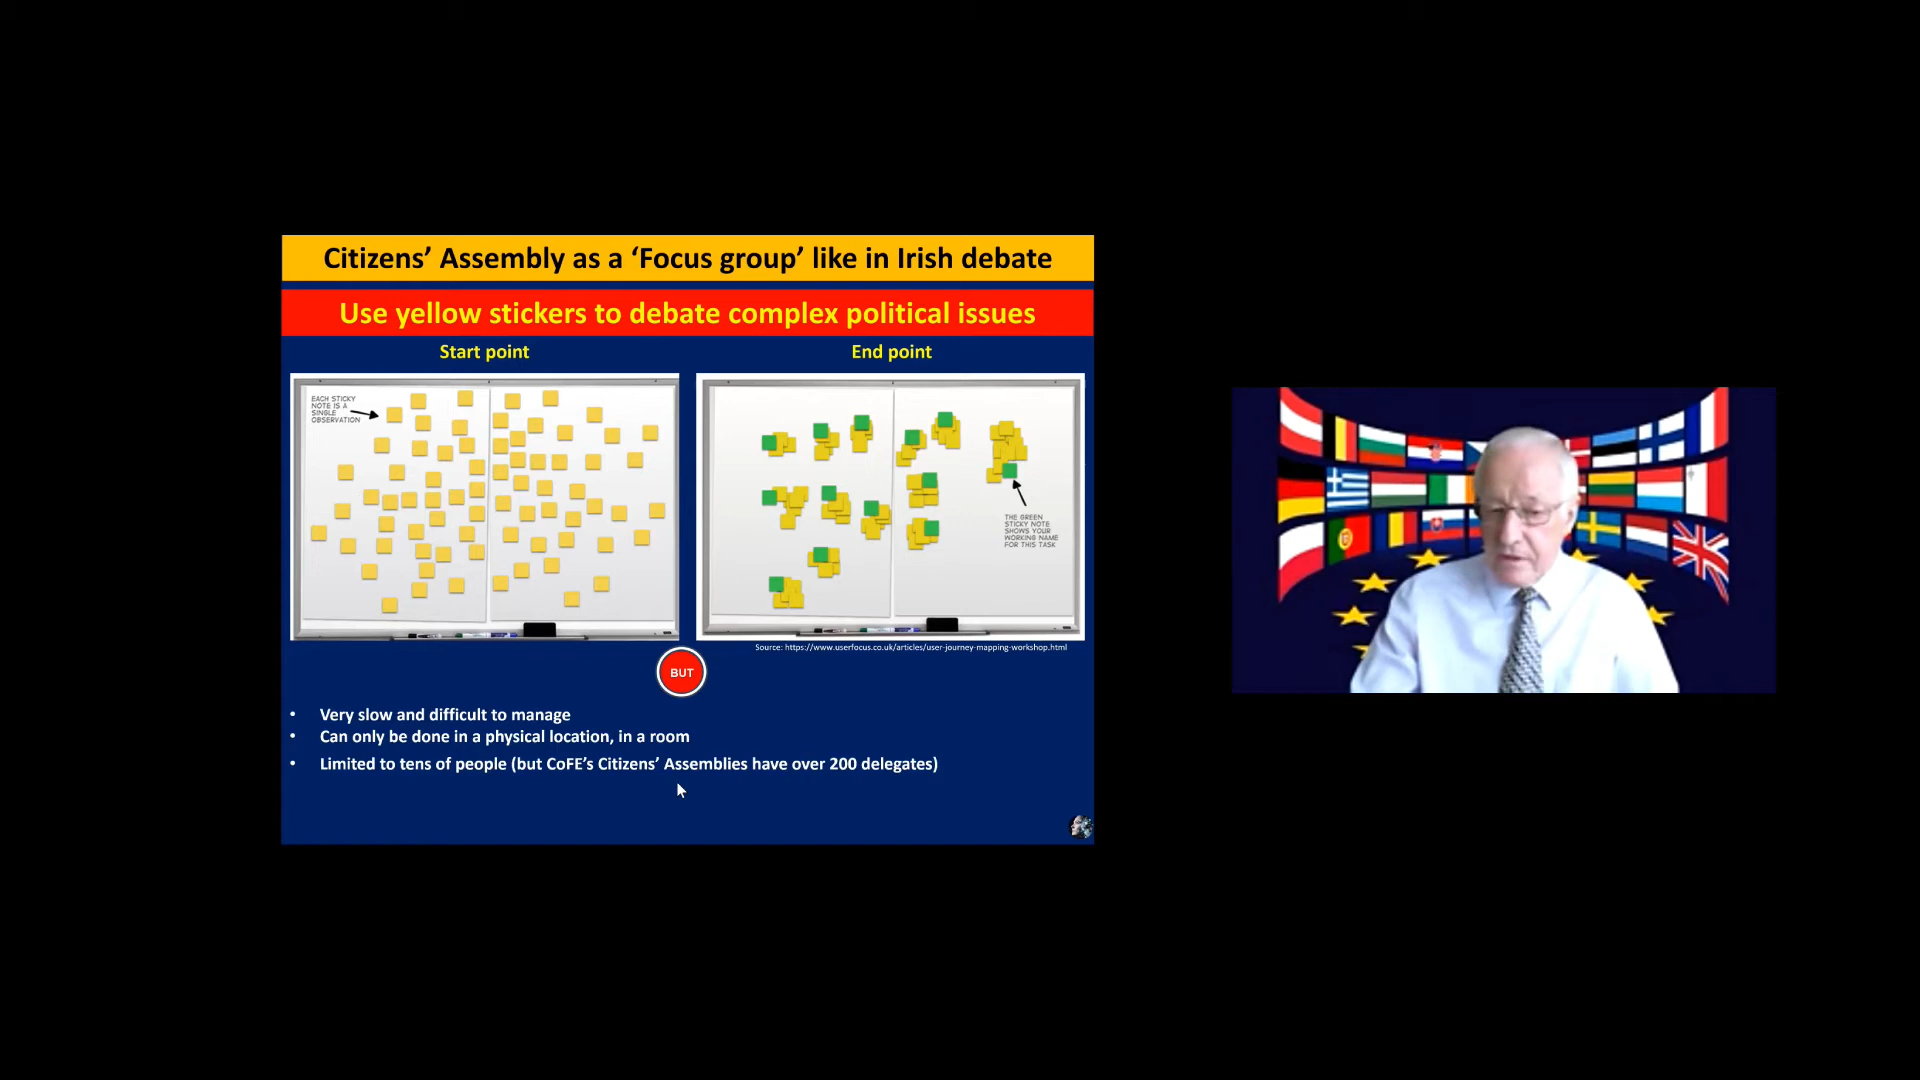 Citizens’ Assembly as a ‘Focus group’ like in Irish debate
Use yellow stickers to debate complex political issues
Start point
End point
EACH STICKY
NOTE IS A
SINGLE
OBSERVATION
THE GREEN
STICKY NOTE
SHOWS YOUR
WORKING NAME
FOR THIS TASK
Source: https://www.userfocus.co.uk/articles/user-journey-mapping-workshop.html
BUT
• Very slow and difficult to manage
• Can only be done in a physical location, in a room
• Limited to tens of people (but CoFE’s Citizens’ Assemblies have over 200 delegates)